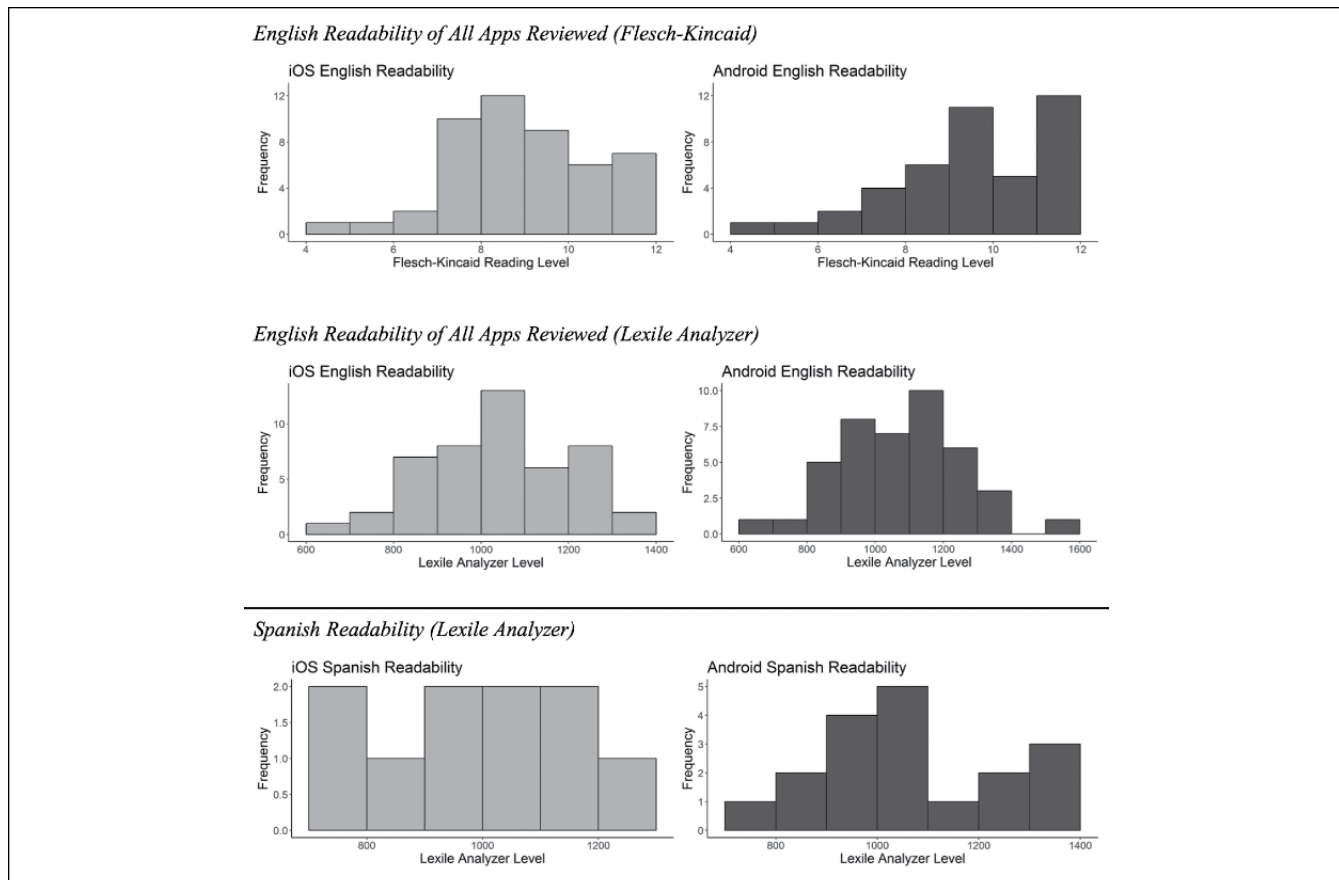 English Readability of All Apps Reviewed (Flesch-Kincaid)
iOS English Readability
12
8
4
0
Frequency
4 6 8 10 12
Flesch-Kincaid Reading Level
Android English Readability
12
8
4
0
Frequency
4 6 8 10 12
Flesch-Kincaid Reading Level
English Readability of All Apps Reviewed (Lexile Analyzer)
iOS English Readability
10
5
0
Frequency
600 800 1000 1200 1400
Lexile Analyzer Level
Android English Readability
10.0
7.5
5.0
2.5
0.0
Frequency
600 800 1000 1200 1400 1600
Lexile Analyzer Level
Spanish Readability (Lexile Analyzer)
iOS Spanish Readability
2.0
1.5
1.0
0.5
0.0
Frequency
800 1000 1200
Lexile Analyzer Level
Android Spanish Readability
5
4
3
2
1
0
Frequency
800 1000 1200 1400
Lexile Analyzer Level